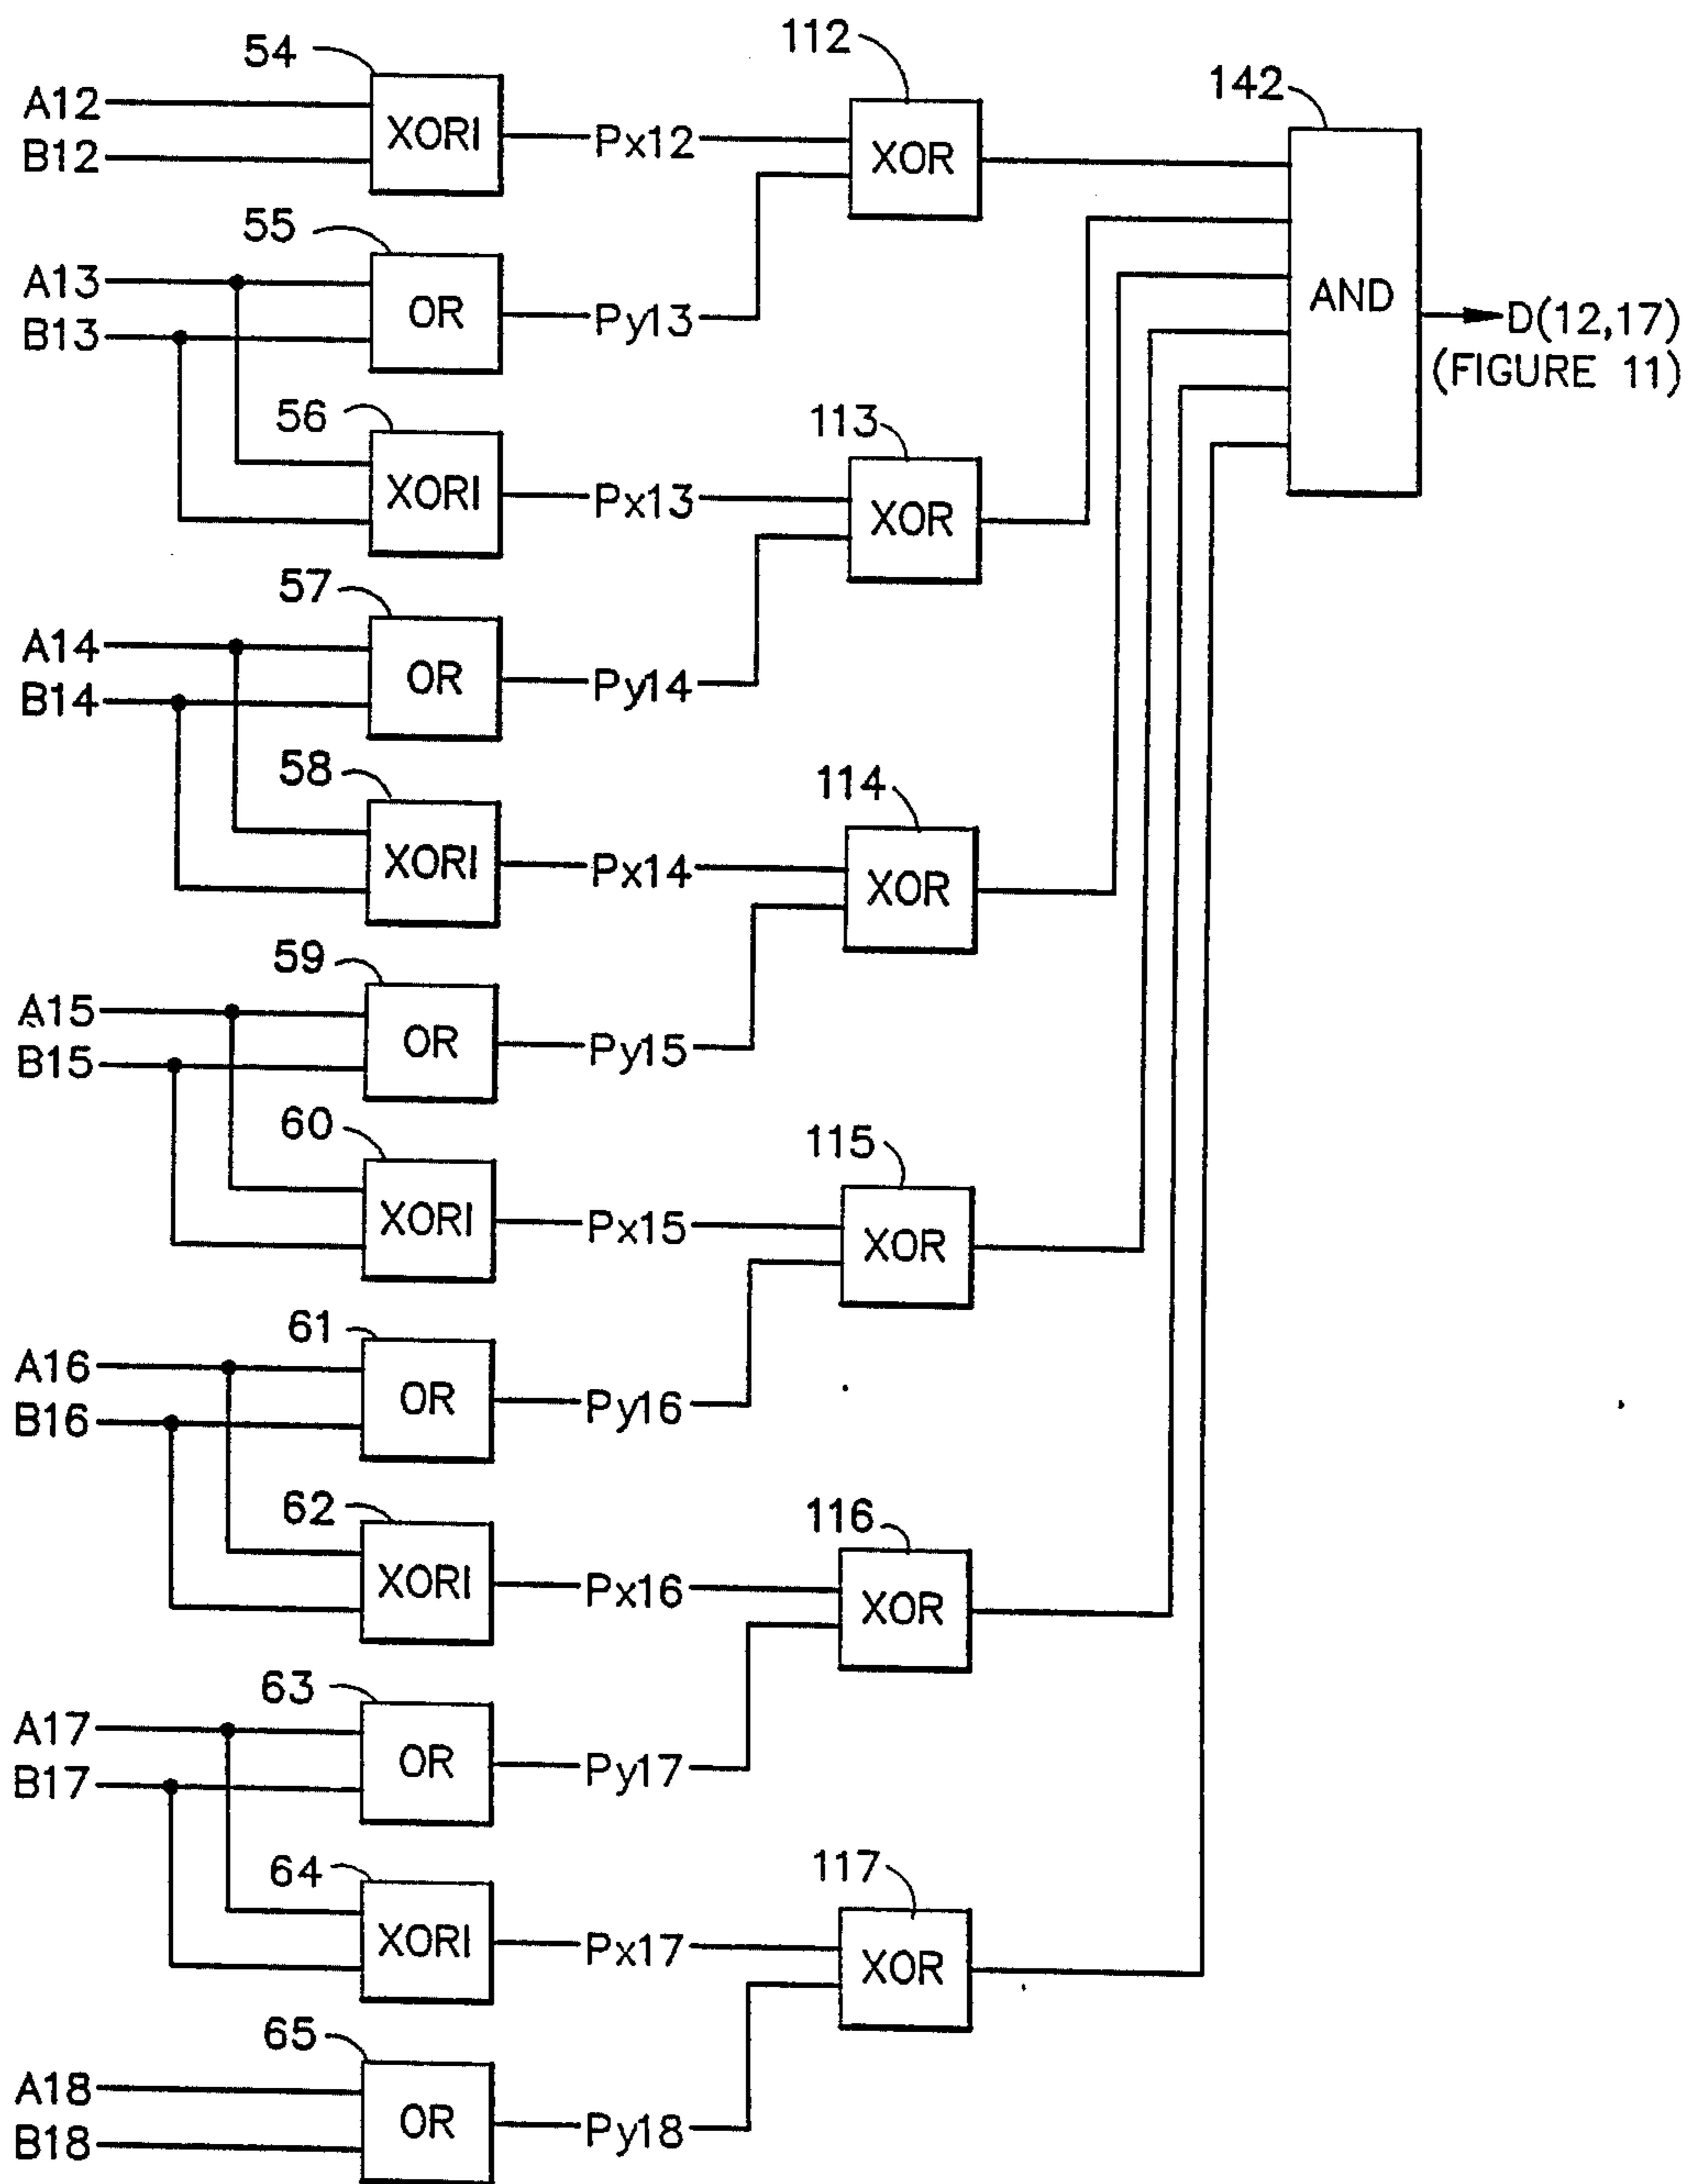 54
112
142
A12
B12
XORI
Px12
XOR
55
A13
B13
OR
Py13
AND
D(12,17)
(FIGURE 11)
56
XORI
Px13
113
XOR
57
A14
B14
OR
Py14
58
XORI
Px14
114
XOR
59
A15
B15
OR
Py15
60
XORI
Px15
115
XOR
61
A16
B16
OR
Py16
62
XORI
Px16
116
XOR
63
A17
B17
OR
Py17
64
XORI
Px17
117
XOR
65
A18
B18
OR
Py18